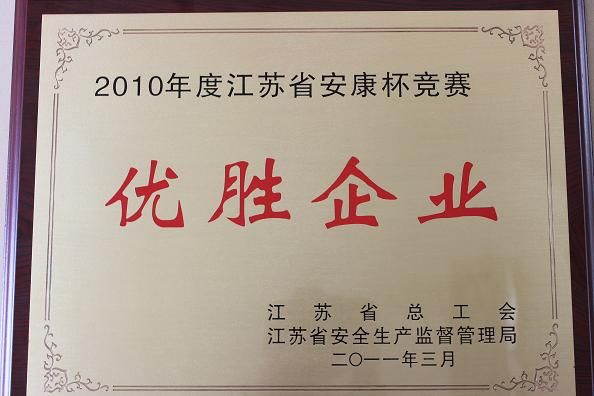 2010年度江苏省安康杯竞赛
优胜企业
江苏省总工会
江苏省安全生产监督管理局
二〇一一年三月